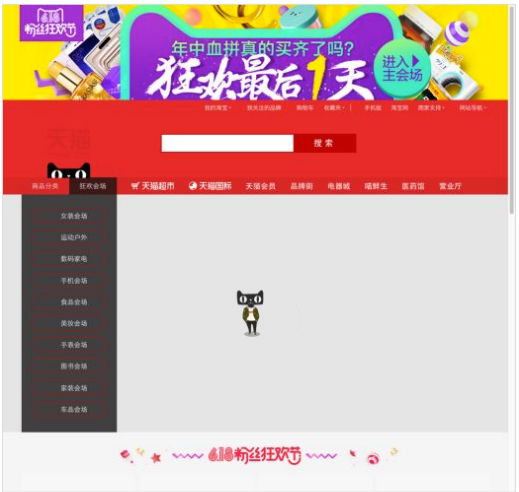 618
粉丝狂欢节
年中血拼真的买齐了吗?
狂欢最后1天
进入
主会场
我的淘宝 我关注的品牌 购物车 收藏夹 手机版 淘宝网 商家支持 网站导航
天猫
搜 索
商品分类 狂欢会场 天猫超市 天猫国际 天猫会员 品牌街 电器城 喵鲜生 医药馆 营业厅
女装会场
运动户外
数码家电
手机会场
食品会场
美妆会场
手表会场
图书会场
家装会场
车品会场
618粉丝狂欢节